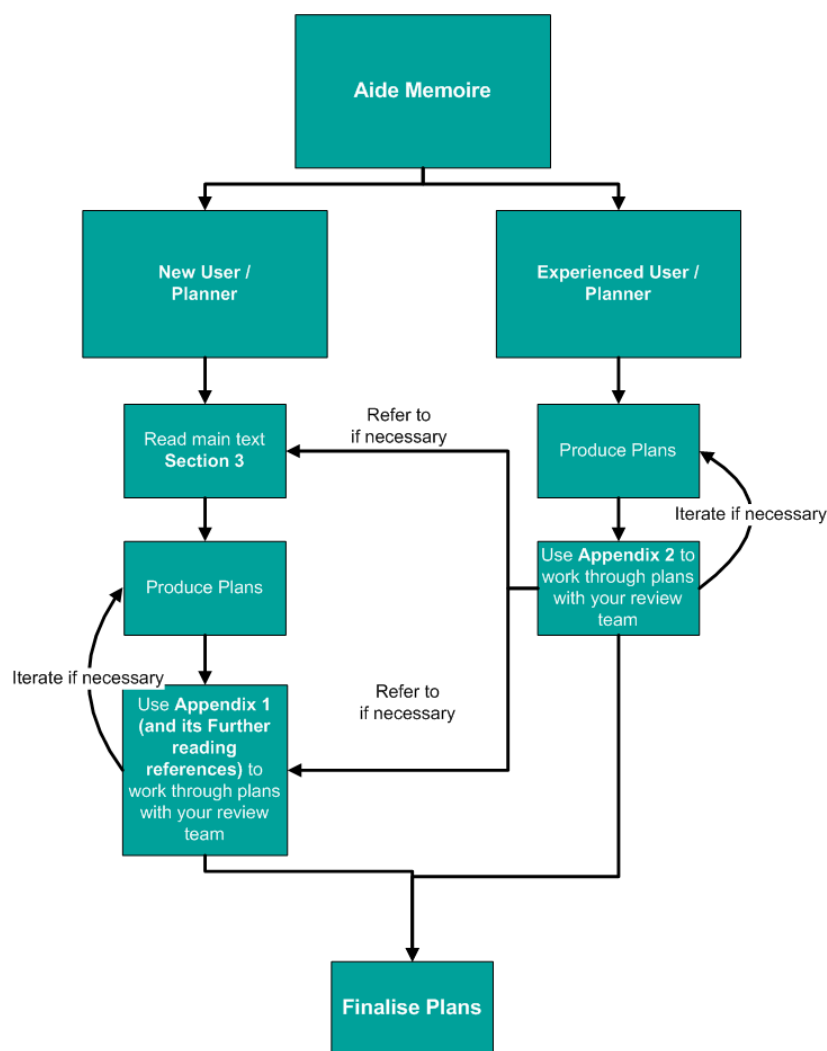 Aide Memoire
New User /
Planner
Experienced User /
Planner
Read main text
Section 3
Refer to
if necessary
Produce Plans
Iterate if necessary
Produce Plans
Use Appendix 2 to
work through plans
with your review
team
Iterate if necessary
Use Appendix 1
(and its Further
reading
references) to
work through plans
with your review
team
Refer to
if necessary
Finalise Plans